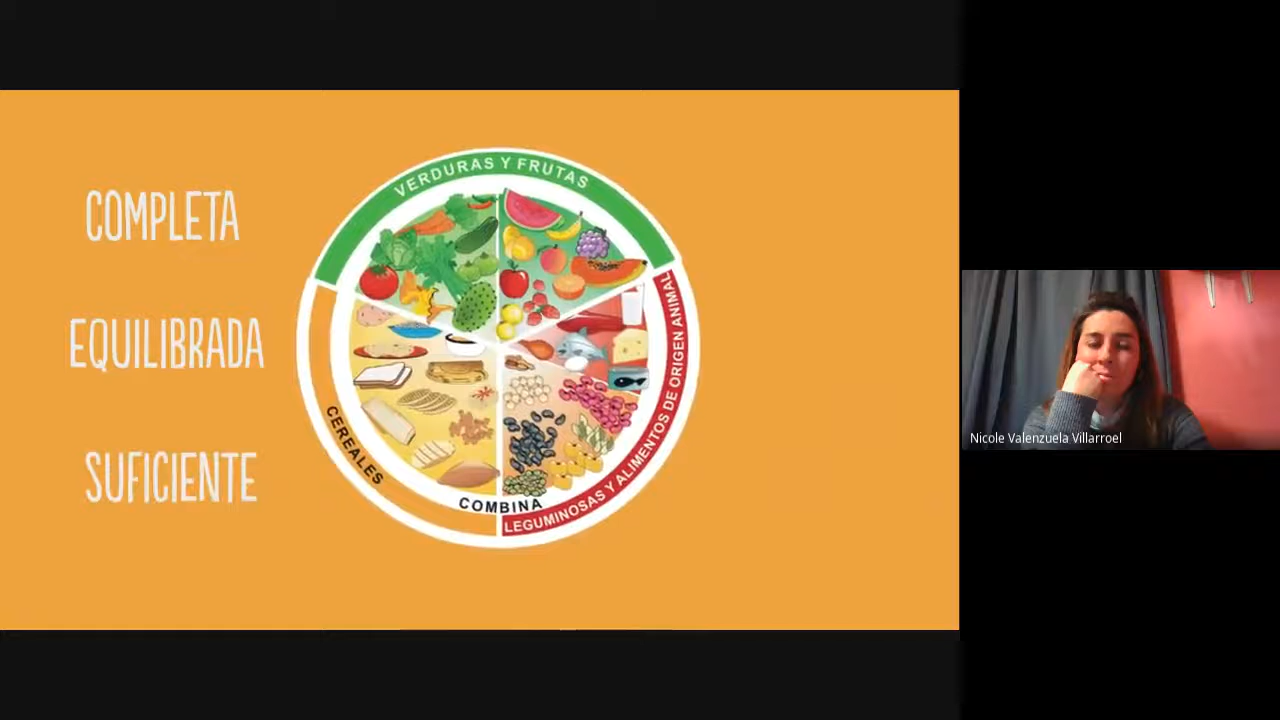 COMPLETA
EQUILIBRADA
SUFICIENTE
VERDURAS Y FRUTAS
CEREALES
COMBINA
LEGUMINOSAS Y ALIMENTOS DE ORIGEN ANIMAL
Nicole Valenzuela Villarroel